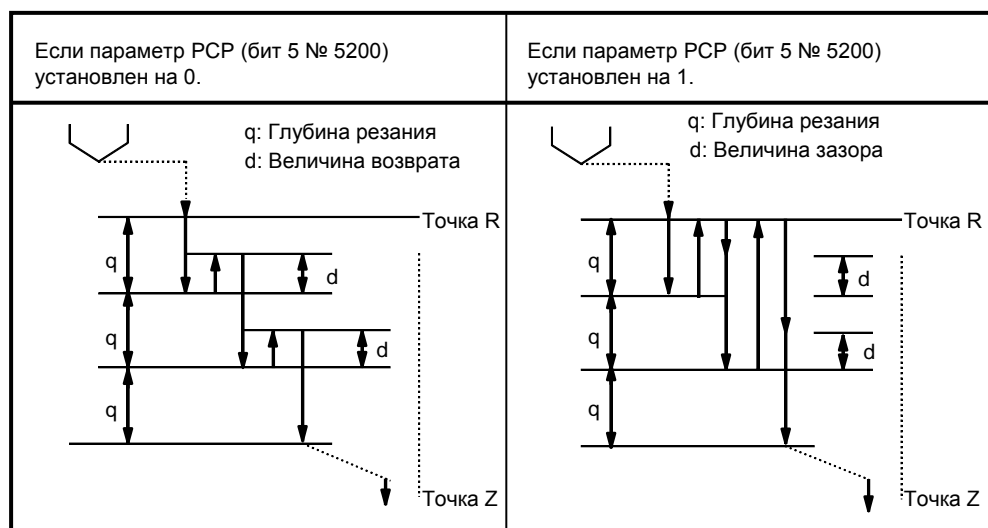 Если параметр PCP (бит 5 № 5200)
установлен на 0.
Если параметр PCP (бит 5 № 5200)
установлен на 1.
q: Глубина резания
d: Величина возврата
Точка R
q
d
q
d
q
Точка Z
q: Глубина резания
d: Величина зазора
Точка R
q
d
q
d
q
Точка Z